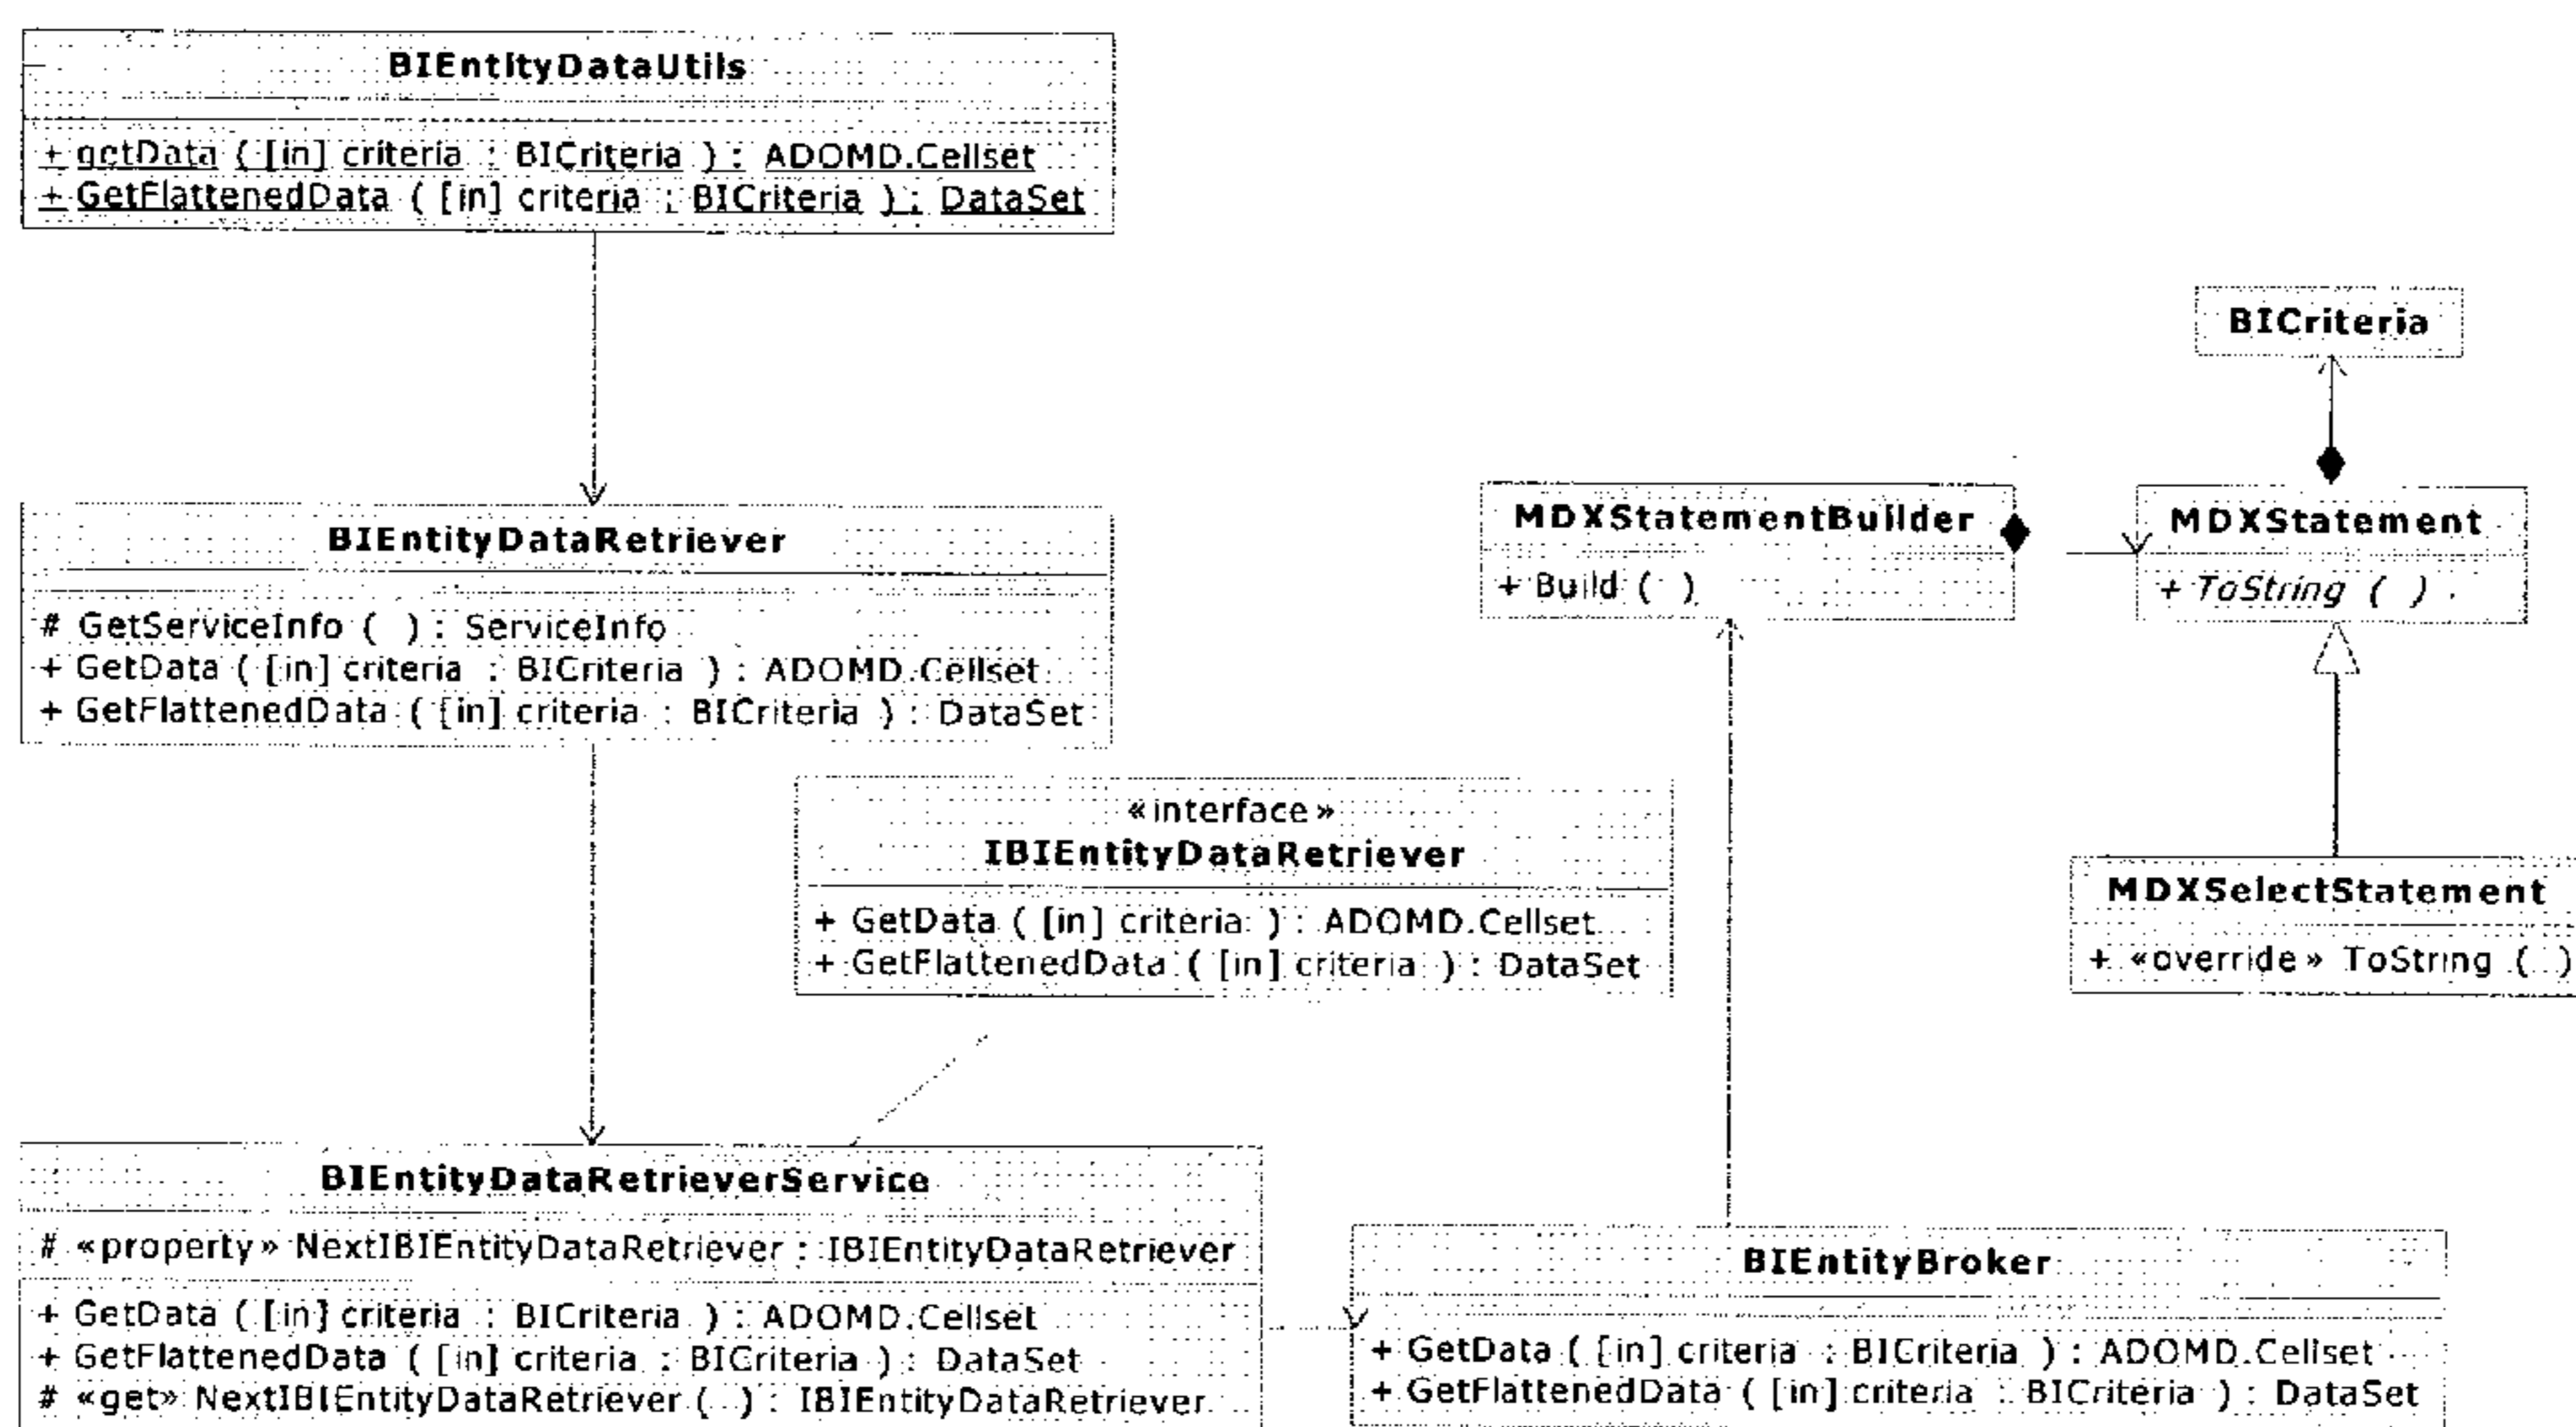 BIEntityDataUtils
+ getData ( [in] criteria : BICriteria ) : ADOMD.Cellset
+ GetFlattenedData ( [in] criteria : BICriteria ) : DataSet
BICriteria
BIEntityDataRetriever
# GetServiceInfo ( ) : ServiceInfo
+ GetData ( [in] criteria : BICriteria ) : ADOMD.Cellset
+ GetFlattenedData ( [in] criteria : BICriteria ) : DataSet
MDXStatementBuilder
+ Build ( )
MDXStatement
+ ToString ( )
«interface»
IBIEntityDataRetriever
+ GetData ( [in] criteria ) : ADOMD.Cellset
+ GetFlattenedData ( [in] criteria ) : DataSet
MDXSelectStatement
+ «override» ToString ( )
BIEntityDataRetrieverService
# «property» NextIBIEntityDataRetriever : IBIEntityDataRetriever
+ GetData ( [in] criteria : BICriteria ) : ADOMD.Cellset
+ GetFlattenedData ( [in] criteria : BICriteria ) : DataSet
# «get» NextIBIEntityDataRetriever ( ) : IBIEntityDataRetriever
BIEntityBroker
+ GetData ( [in] criteria : BICriteria ) : ADOMD.Cellset
+ GetFlattenedData ( [in] criteria : BICriteria ) : DataSet